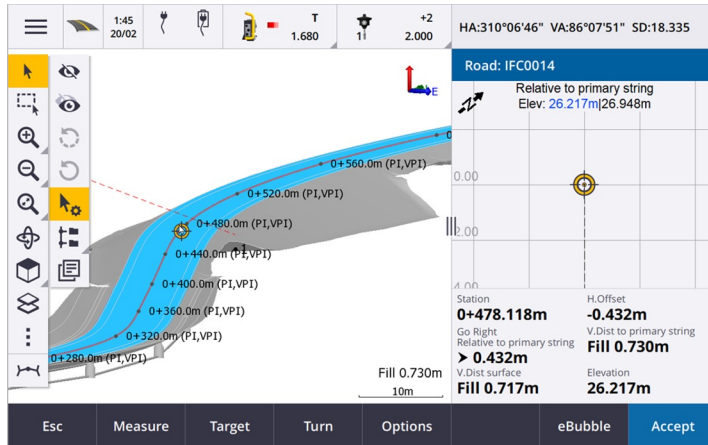 1:45
20/02
T
1.680
1
+2
2.000
HA:310°06'46" VA:86°07'51" SD:18.335
Road: IFC0014
Relative to primary string
Elev: 26.217m|26.948m
E
0+560.0m (PI,VPI)
0+520.0m (PI,VPI)
0+480.0m (PI,VPI)
1
0+440.0m (PI,VPI)
0+400.0m (PI,VPI)
0+360.0m (PI,VPI)
0+320.0m (PI,VPI)
0+280.0m (PI,VPI)
Fill 0.730m
10m
0.00
2.00
4.00
Station
H.Offset
0+478.118m
-0.432m
Go Right
Relative to primary string
V.Dist to primary string
0.432m
Fill 0.730m
V.Dist surface
Elevation
Fill 0.717m
26.217m
Esc
Measure
Target
Turn
Options
eBubble
Accept